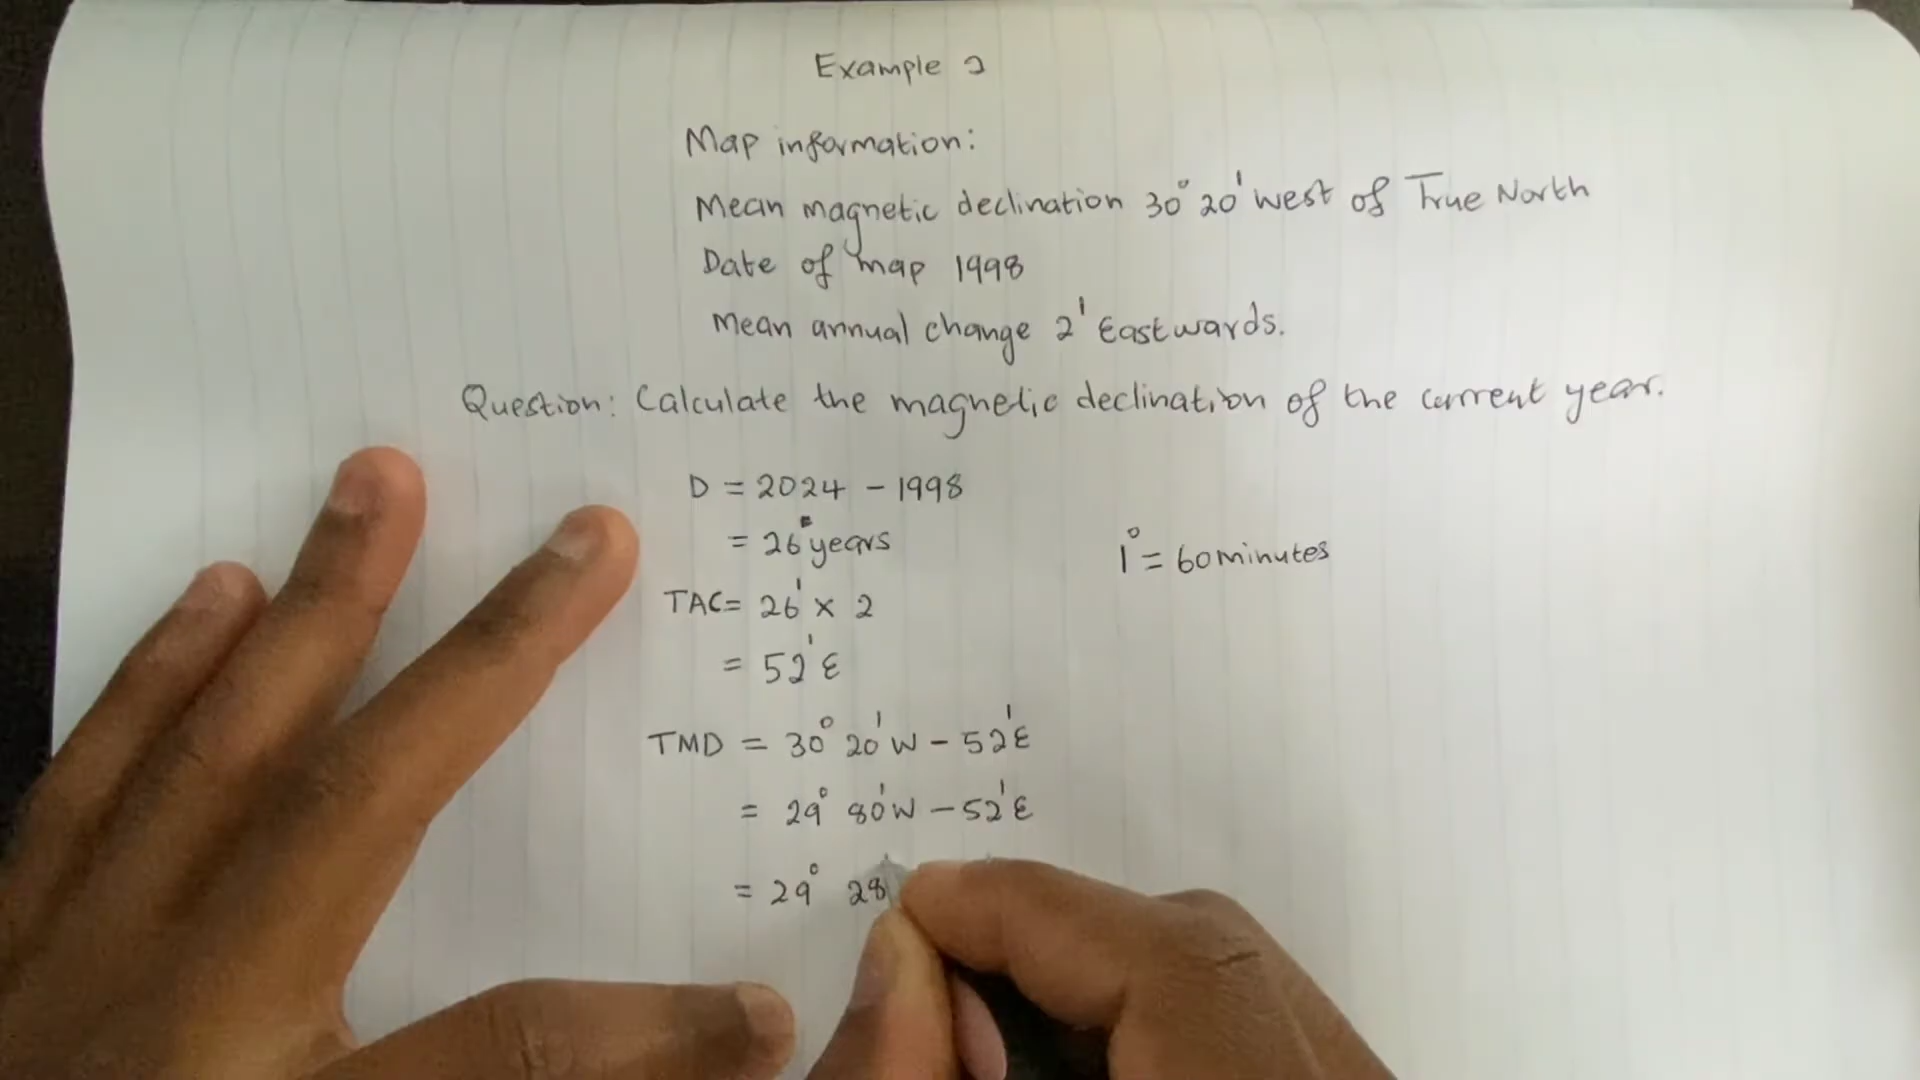 Example 2
Map information:
Mean magnetic declination 30° 20' west of True North
Date of map 1998
Mean annual change 2' Eastwards.
Question: Calculate the magnetic declination of the current year.
D = 2024 - 1998
= 26 years
1° = 60 minutes
TAC = 26' x 2
= 52' E
TMD = 30° 20' W - 52' E
= 29° 80' W - 52' E
= 29° 28'